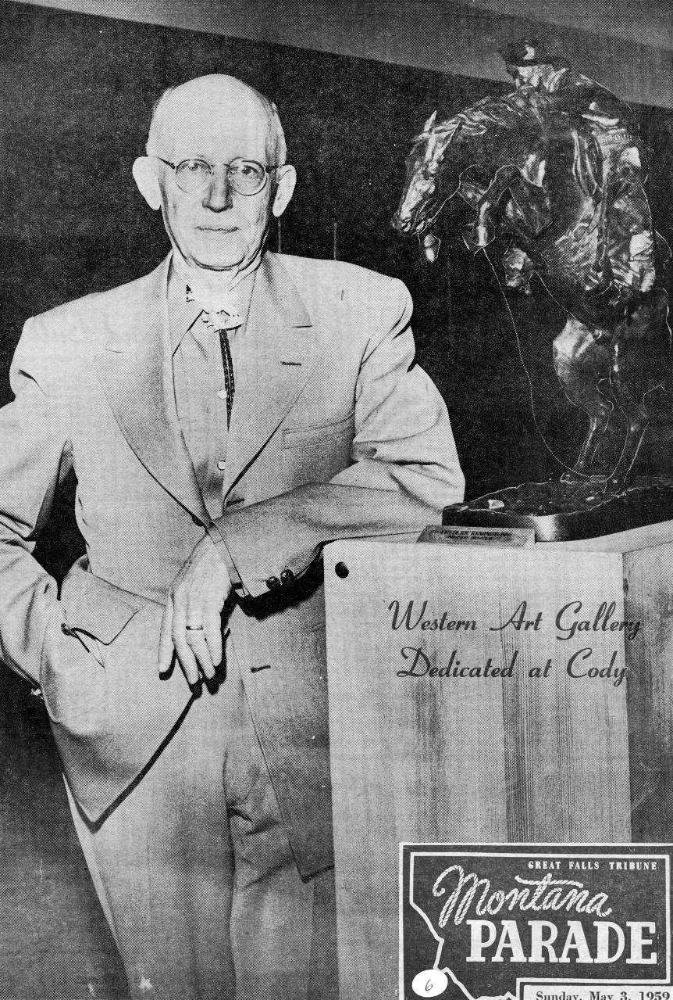 Western Art Gallery
Dedicated at Cody
GREAT FALLS TRIBUNE
Montana
PARADE
6
Sunday, May 3, 1959